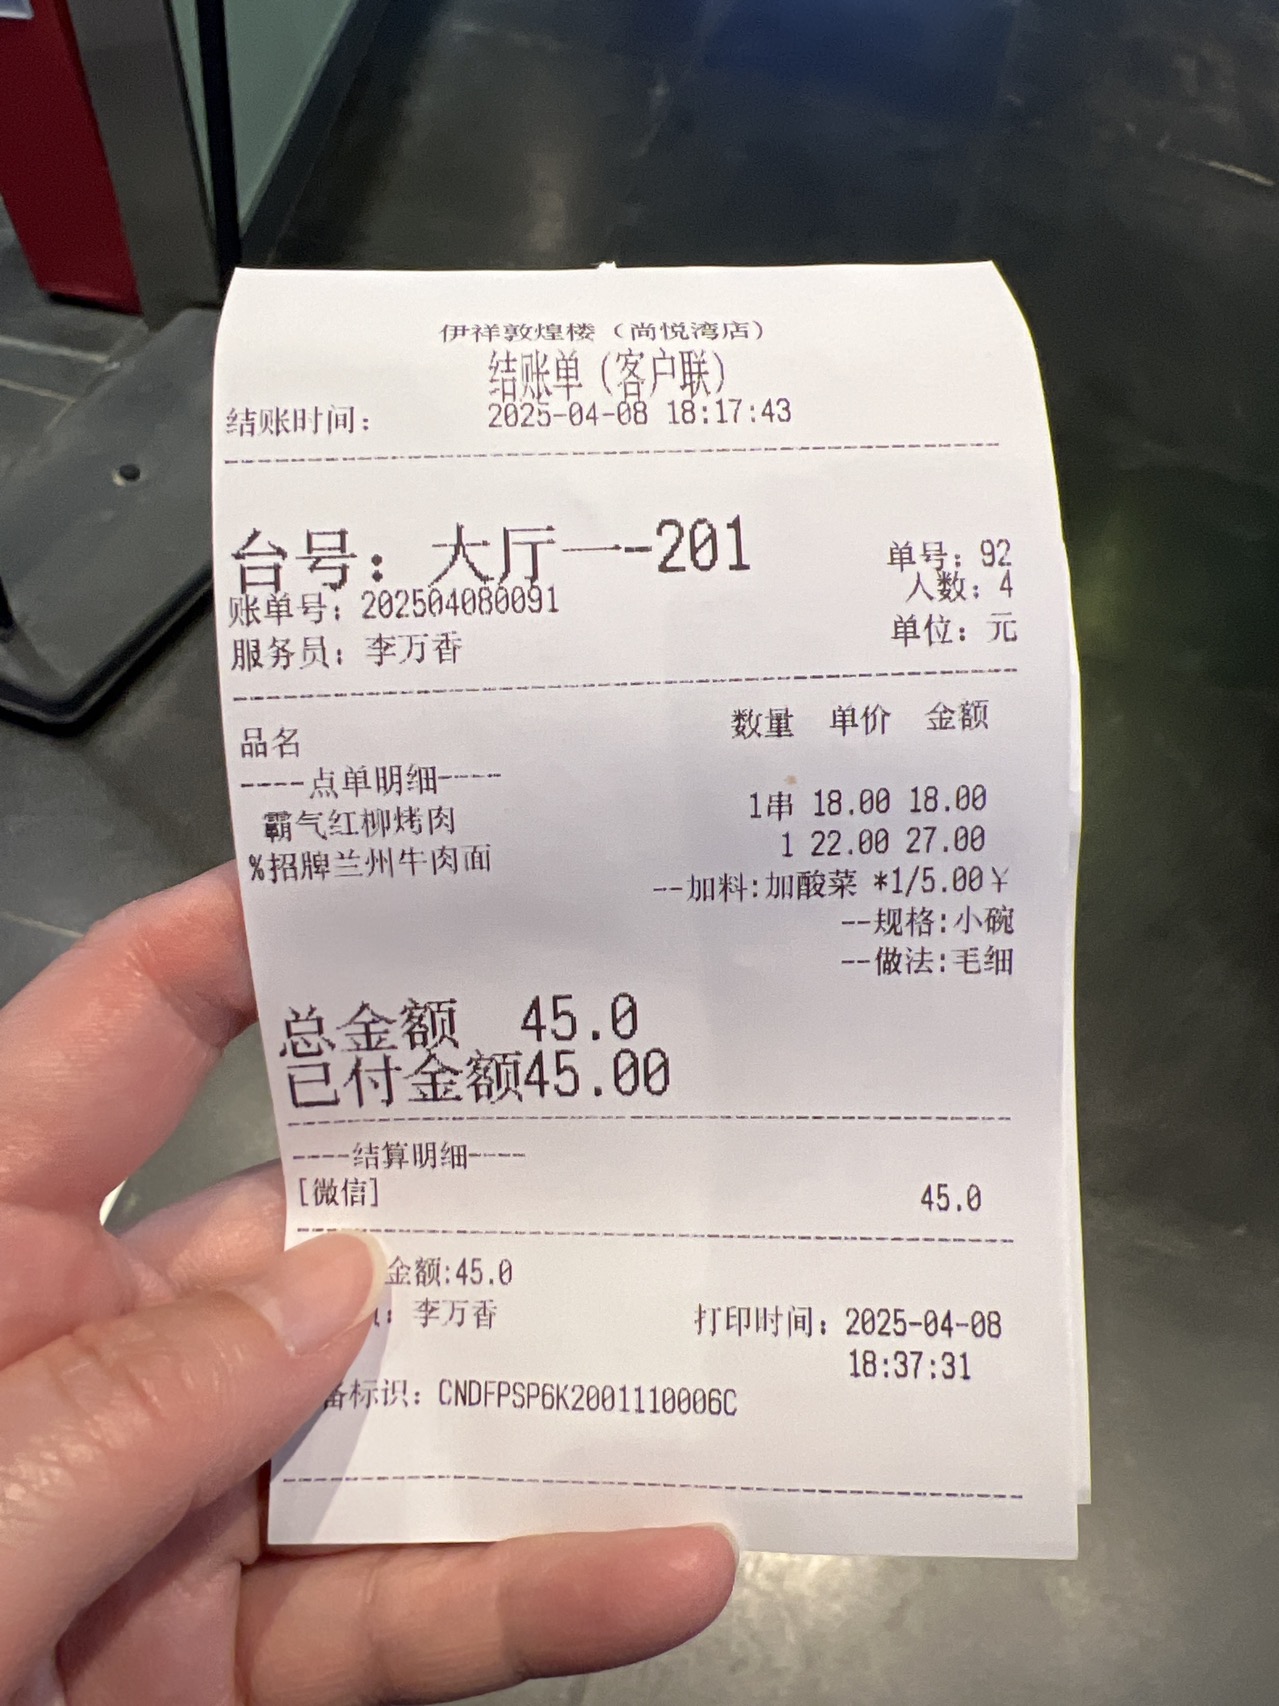 伊祥敦煌楼（尚悦湾店）
结账单（客户联）
结账时间： 2025-04-08 18:17:43
台号：大厅一-201 单号：92
账单号：202504080091 人数：4
服务员：李万香 单位：元
品名 数量 单价 金额
----点单明细----
霸气红柳烤肉 1串 18.00 18.00
%招牌兰州牛肉面 1 22.00 27.00
--加料:加酸菜 *1/5.00￥
--规格:小碗
--做法:毛细
总金额 45.0
已付金额45.00
----结算明细----
[微信] 45.0
金额:45.0
：李万香 打印时间：2025-04-08
18:37:31
备标识：CNDFPSP6K2001110006C